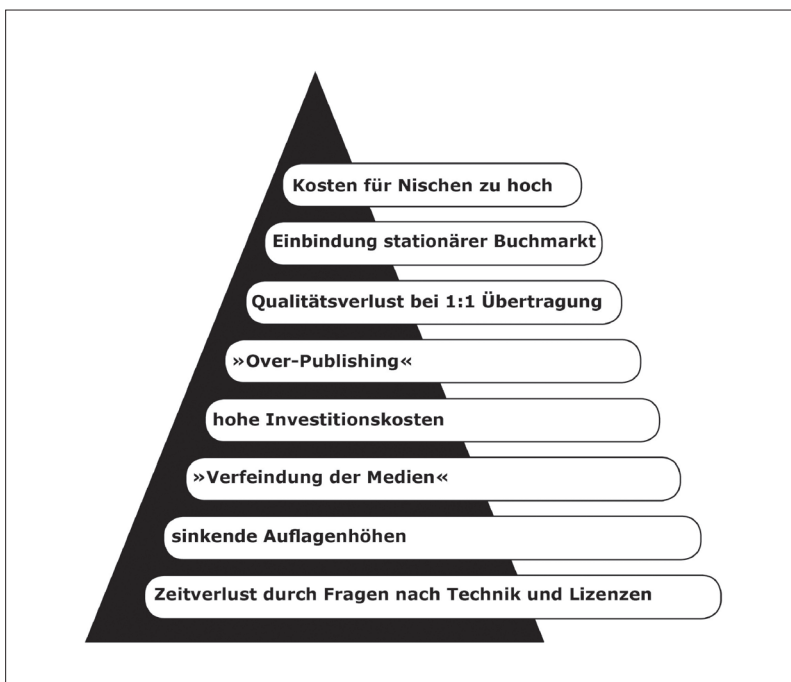 Kosten für Nischen zu hoch
Einbindung stationärer Buchmarkt
Qualitätsverlust bei 1:1 Übertragung
»Over-Publishing«
hohe Investitionskosten
»Verfeindung der Medien«
sinkende Auflagenhöhen
Zeitverlust durch Fragen nach Technik und Lizenzen